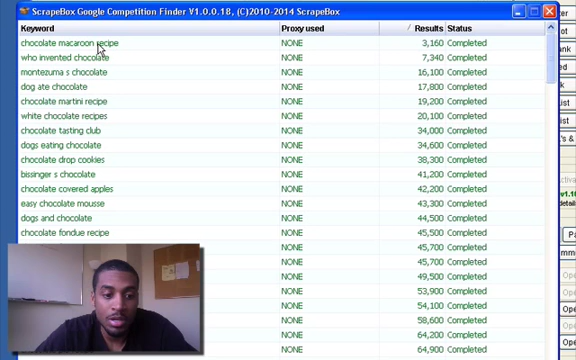 ScrapeBox Google Competition Finder V1.0.0.18, (C)2010-2014 ScrapeBox
Keyword Proxy used Results Status
chocolate macaroon recipe NONE 3,160 Completed
who invented chocolate NONE 7,340 Completed
montezuma s chocolate NONE 16,100 Completed
dog ate chocolate NONE 17,800 Completed
chocolate martini recipe NONE 19,200 Completed
white chocolate recipes NONE 20,100 Completed
chocolate tasting club NONE 34,000 Completed
dogs eating chocolate NONE 34,600 Completed
chocolate drop cookies NONE 38,300 Completed
bissinger s chocolate NONE 41,200 Completed
chocolate covered apples NONE 42,200 Completed
easy chocolate mousse NONE 43,300 Completed
dogs and chocolate NONE 44,500 Completed
chocolate fondue recipe NONE 45,500 Completed
NONE 45,700 Completed
NONE 45,700 Completed
NONE 49,500 Completed
NONE 53,900 Completed
NONE 54,100 Completed
NONE 58,600 Completed
NONE 64,200 Completed
NONE 64,900 Completed